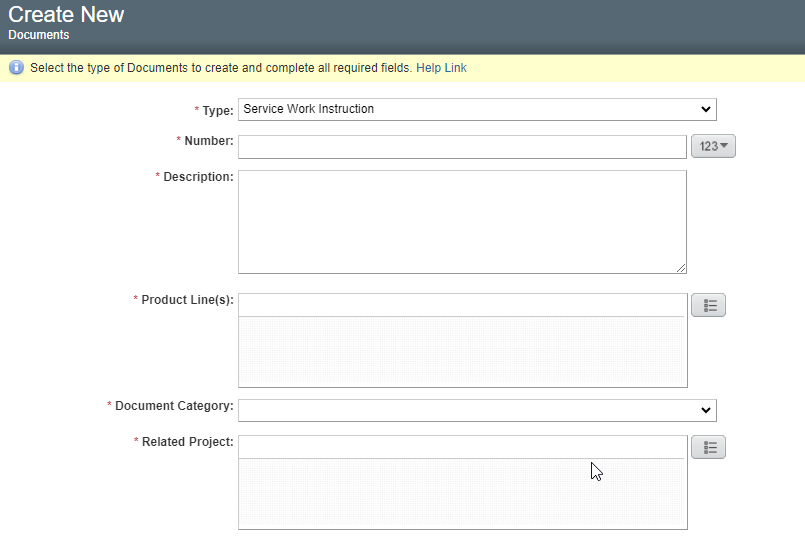 Create New
Documents
Select the type of Documents to create and complete all required fields. Help Link
* Type: Service Work Instruction
* Number: 123
* Description:
* Product Line(s):
* Document Category:
* Related Project: